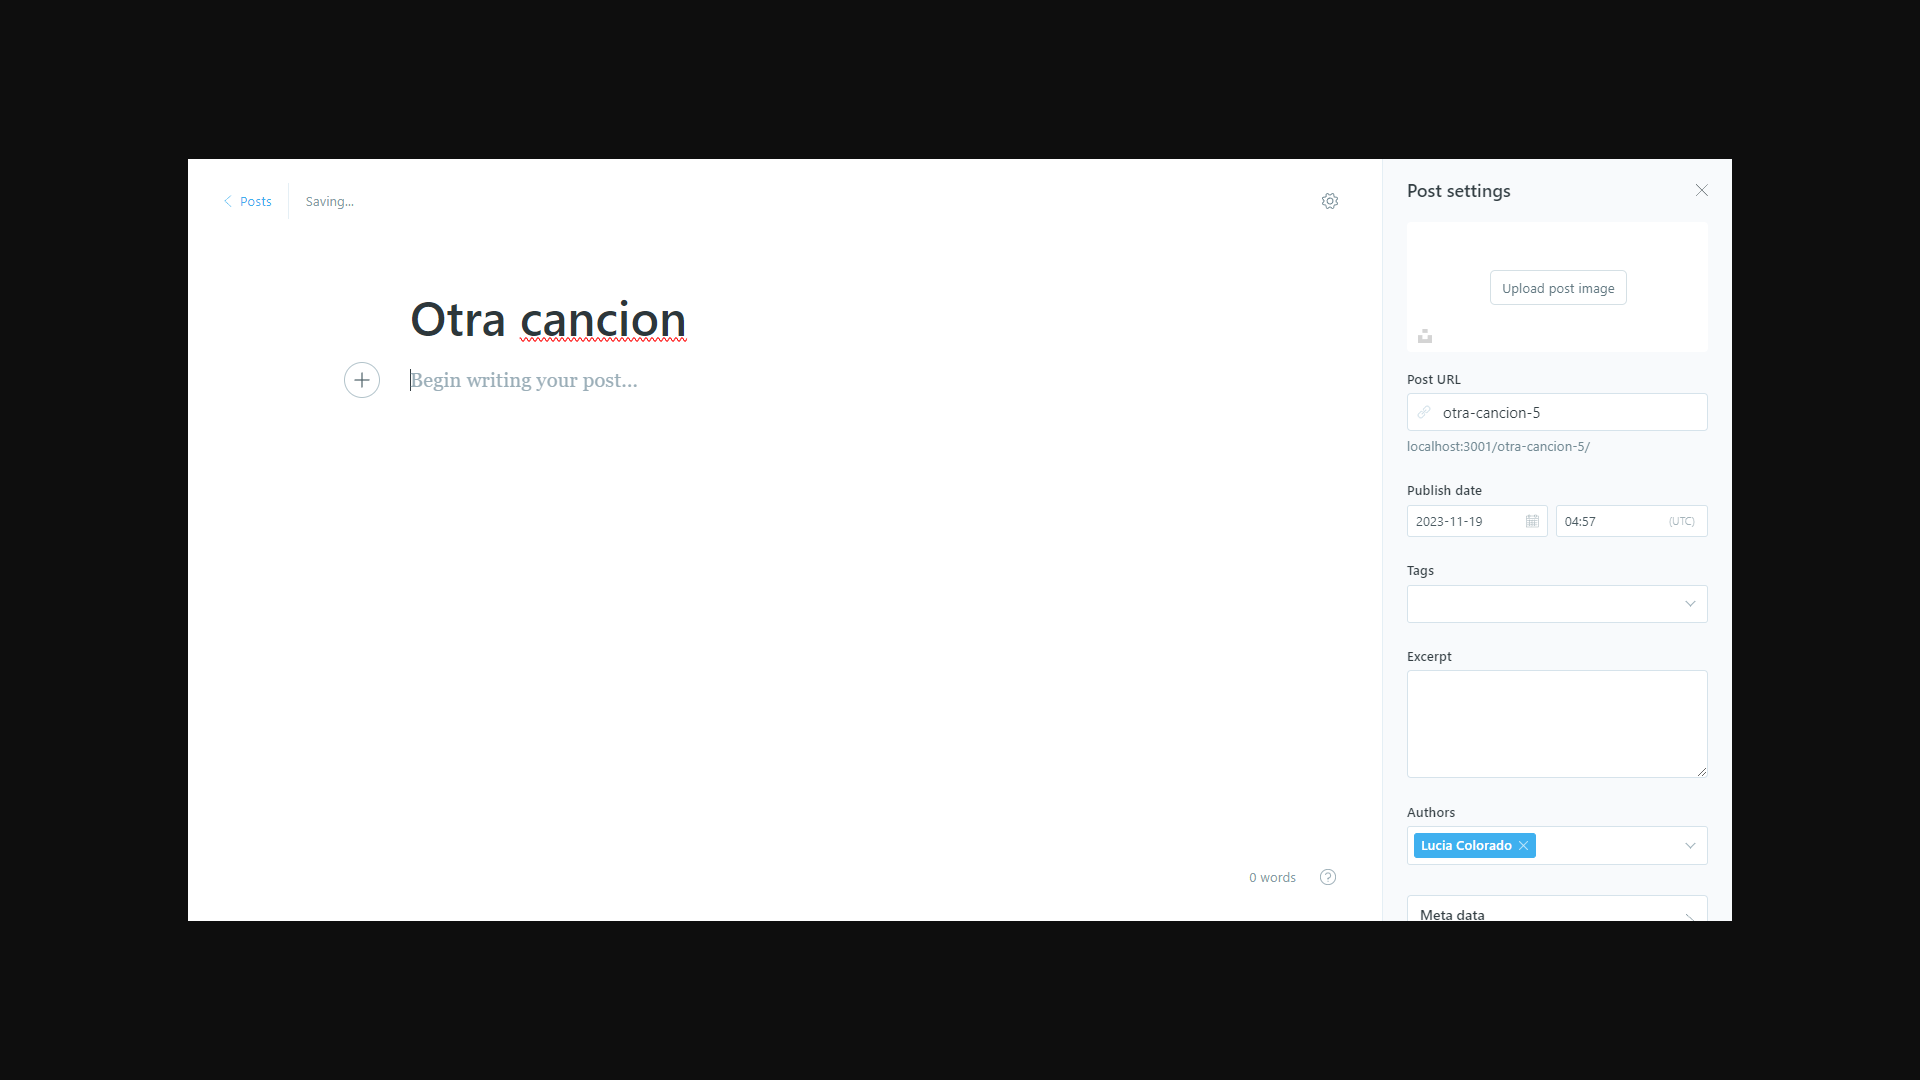 Posts
Saving...
Otra cancion
Begin writing your post...
0 words
Post settings
Upload post image
Post URL
otra-cancion-5
localhost:3001/otra-cancion-5/
Publish date
2023-11-19
04:57 (UTC)
Tags
Excerpt
Authors
Lucia Colorado
Meta data